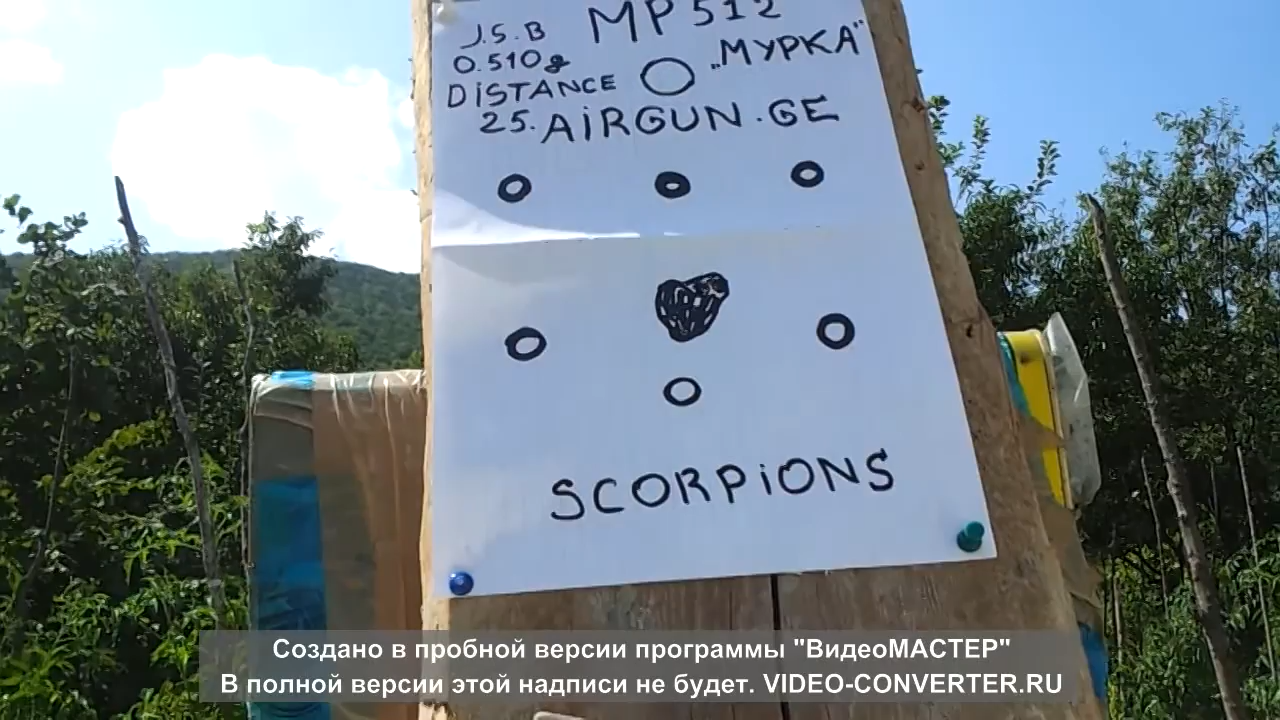 J.S.B MP512
0.510g "МУРКА"
DiSTANCE
25. AiRGUN.GE
SCORPiONS
Создано в пробной версии программы "ВидеоМАСТЕР"
В полной версии этой надписи не будет. VIDEO-CONVERTER.RU